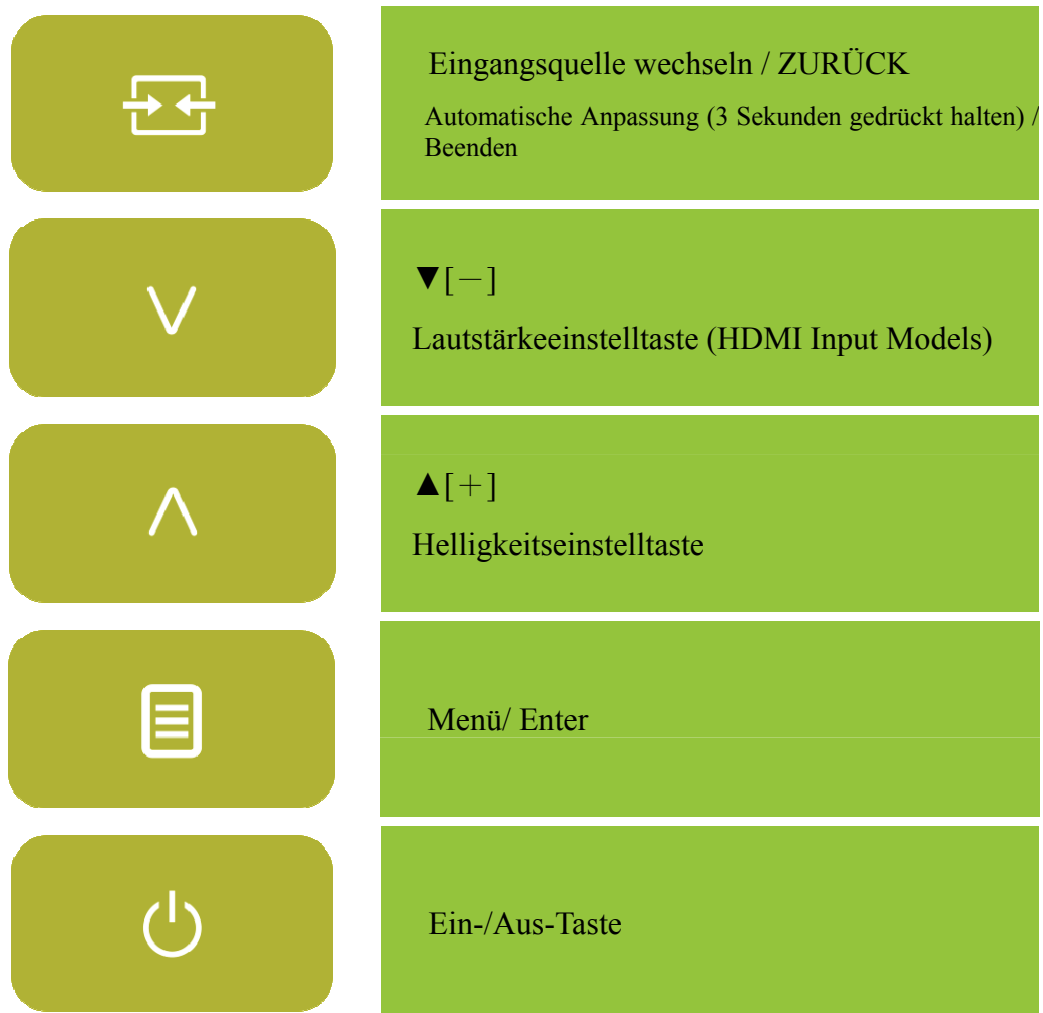 Eingangsquelle wechseln / ZURÜCK
Automatische Anpassung (3 Sekunden gedrückt halten) /
Beenden
▼[－]
Lautstärkeeinstelltaste (HDMI Input Models)
▲[＋]
Helligkeitseinstelltaste
Menü/ Enter
Ein-/Aus-Taste